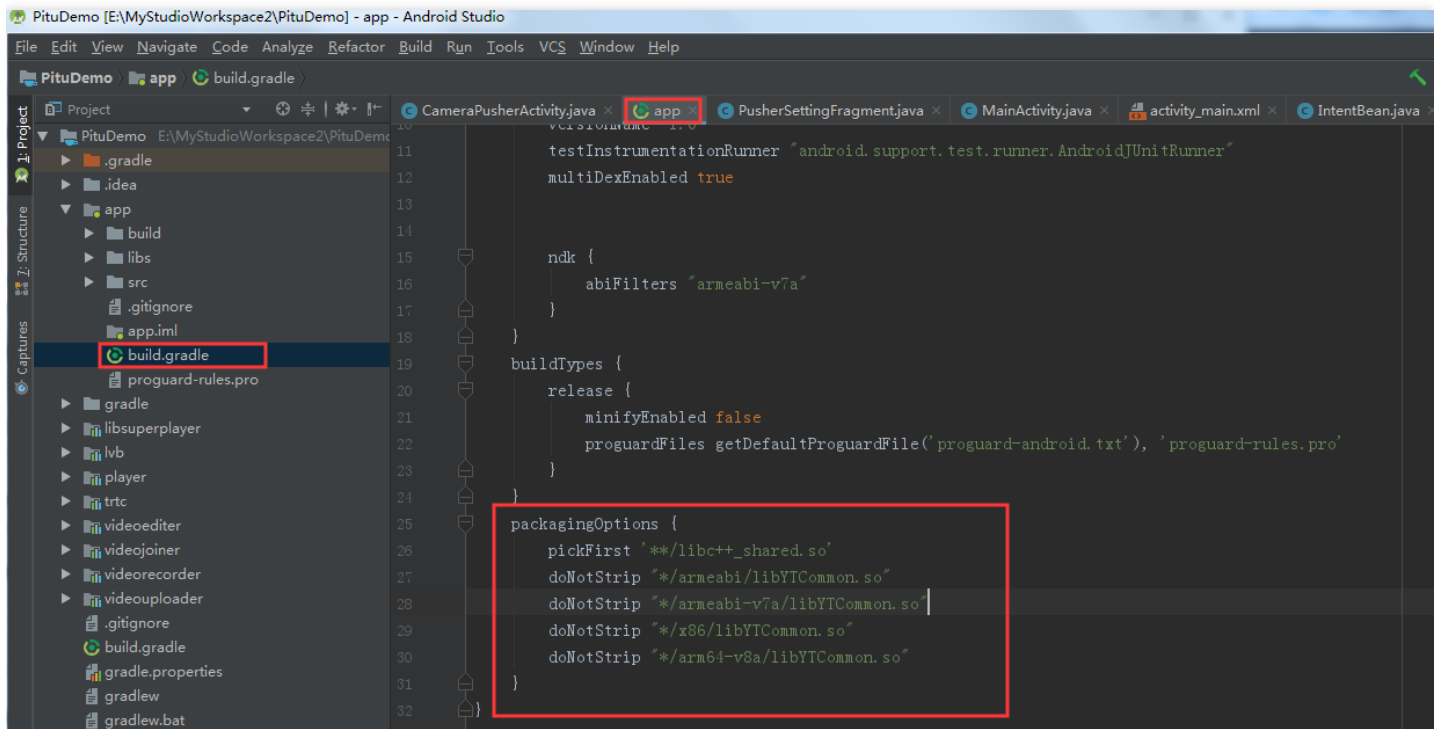 PituDemo [E:\MyStudioWorkspace2\PituDemo] - app - Android Studio
File Edit View Navigate Code Analyze Refactor Build Run Tools VCS Window Help
PituDemo app build.gradle
Project
CameraPusherActivity.java app PusherSettingFragment.java MainActivity.java activity_main.xml IntentBean.java
1: Project
7: Structure
Captures
PituDemo E:\MyStudioWorkspace2\PituDemo
.gradle
.idea
app
build
libs
src
.gitignore
app.iml
build.gradle
proguard-rules.pro
gradle
libsuperplayer
lvb
player
trtc
videoediter
videojoiner
videorecorder
videouploader
.gitignore
build.gradle
gradle.properties
gradlew
gradlew.bat
10 versionName "1.0"
11 testInstrumentationRunner "android.support.test.runner.AndroidJUnitRunner"
12 multiDexEnabled true
13
14
15 ndk {
16 abiFilters "armeabi-v7a"
17 }
18 }
19 buildTypes {
20 release {
21 minifyEnabled false
22 proguardFiles getDefaultProguardFile('proguard-android.txt'), 'proguard-rules.pro'
23 }
24 }
25 packagingOptions {
26 pickFirst '**/libc++_shared.so'
27 doNotStrip "*/armeabi/libYTCommon.so"
28 doNotStrip "*/armeabi-v7a/libYTCommon.so"
29 doNotStrip "*/x86/libYTCommon.so"
30 doNotStrip "*/arm64-v8a/libYTCommon.so"
31 }
32 }